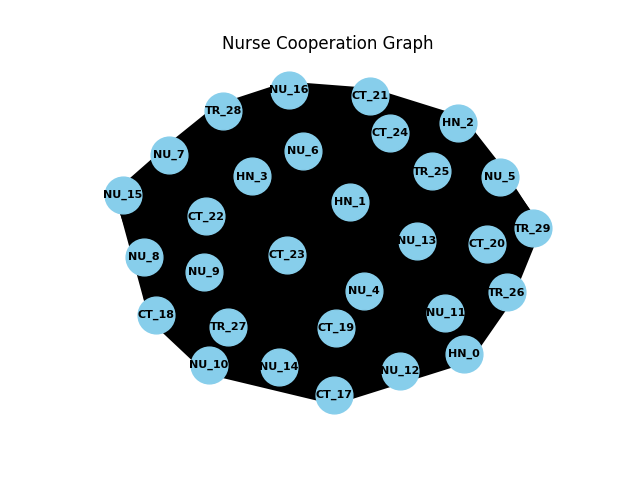 Nurse Cooperation Graph
NU_16
CT_21
TR_28
HN_2
CT_24
NU_6
NU_7
TR_25
HN_3
NU_5
NU_15
HN_1
CT_22
TR_29
NU_13
CT_20
CT_23
NU_8
NU_9
NU_4
TR_26
NU_11
CT_18
TR_27
CT_19
HN_0
NU_10
NU_14
NU_12
CT_17